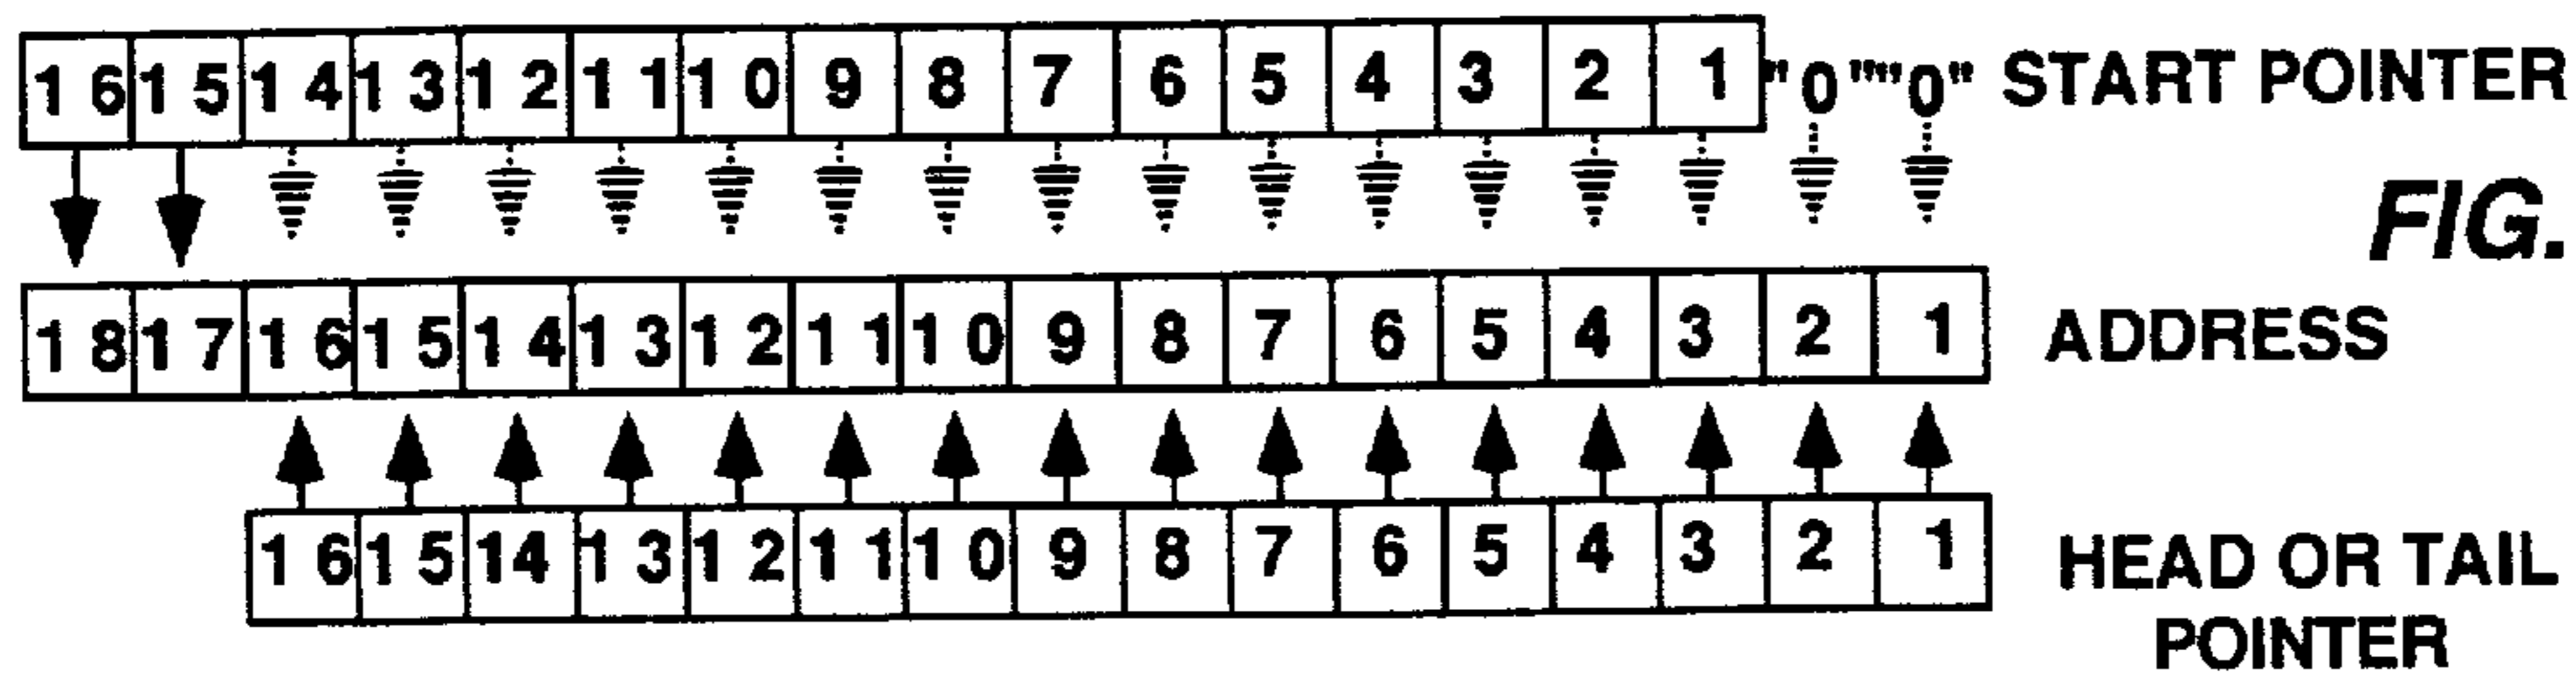 16 15 14 13 12 11 10 9 8 7 6 5 4 3 2 1 "0" "0" START POINTER
FIG.
18 17 16 15 14 13 12 11 10 9 8 7 6 5 4 3 2 1 ADDRESS
16 15 14 13 12 11 10 9 8 7 6 5 4 3 2 1 HEAD OR TAIL
POINTER